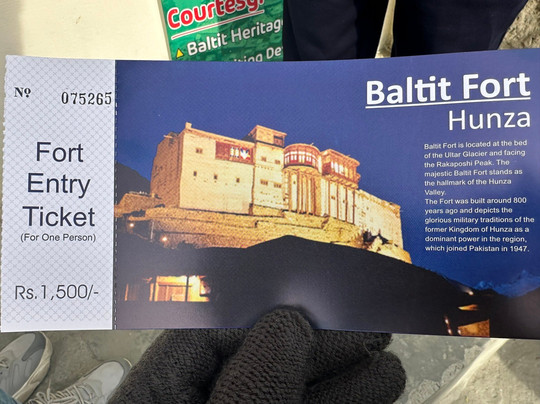 Courtesy:
Baltit Heritag
Nº 075265
Fort
Entry
Ticket
(For One Person)
Rs.1,500/-
Baltit Fort
Hunza
Baltit Fort is located at the bed
of the Ultar Glacier and facing
the Rakaposhi Peak. The
majestic Baltit Fort stands as
the hallmark of the Hunza
Valley.
The Fort was built around 800
years ago and depicts the
glorious military traditions of the
former Kingdom of Hunza as a
dominant power in the region,
which joined Pakistan in 1947.